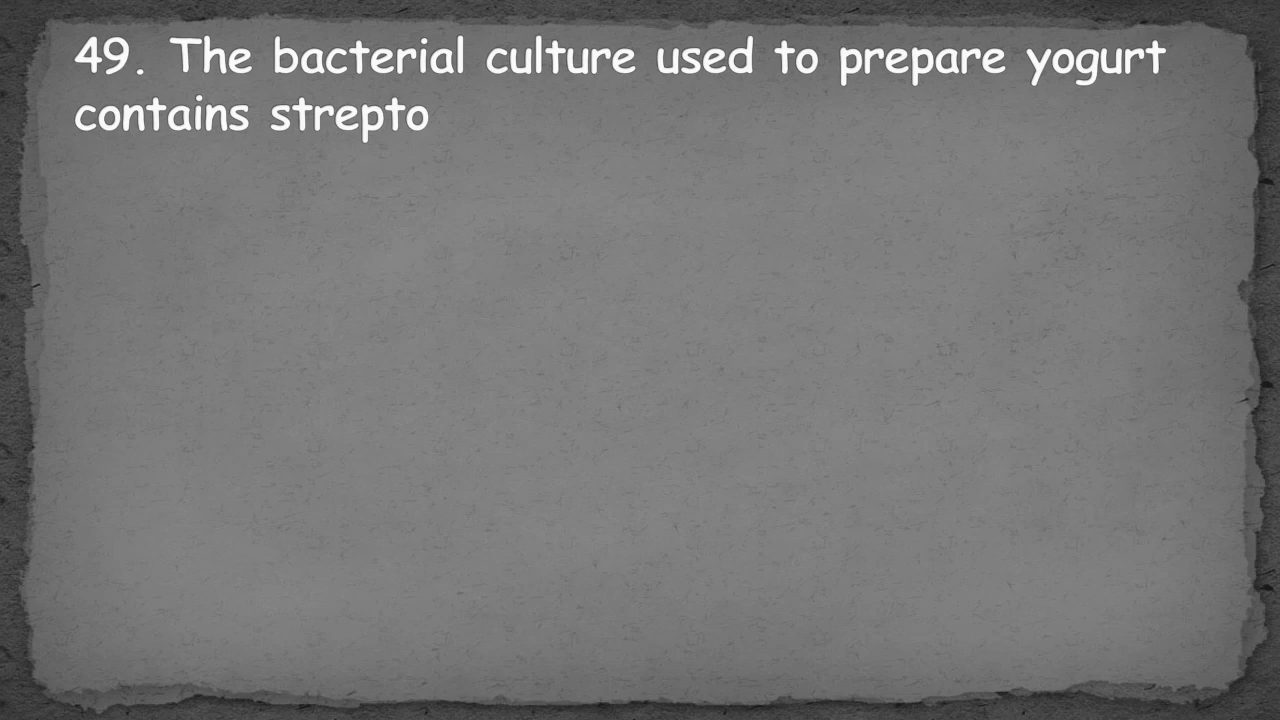 49. The bacterial culture used to prepare yogurt
contains strepto